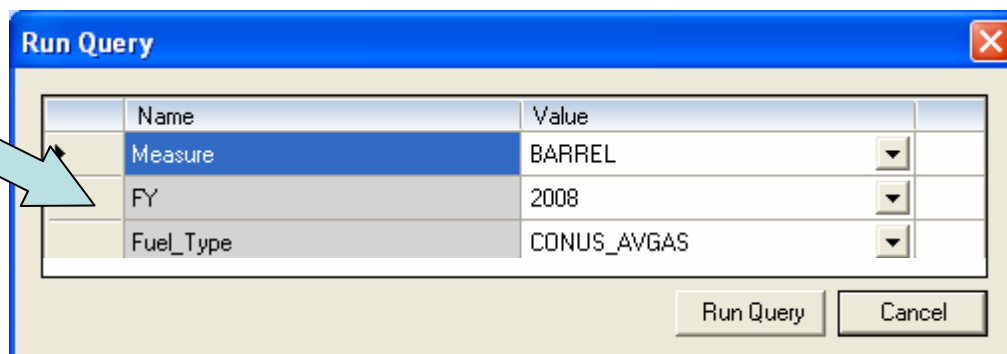 Run Query
Name Value
Measure BARREL
FY 2008
Fuel_Type CONUS_AVGAS
Run Query Cancel